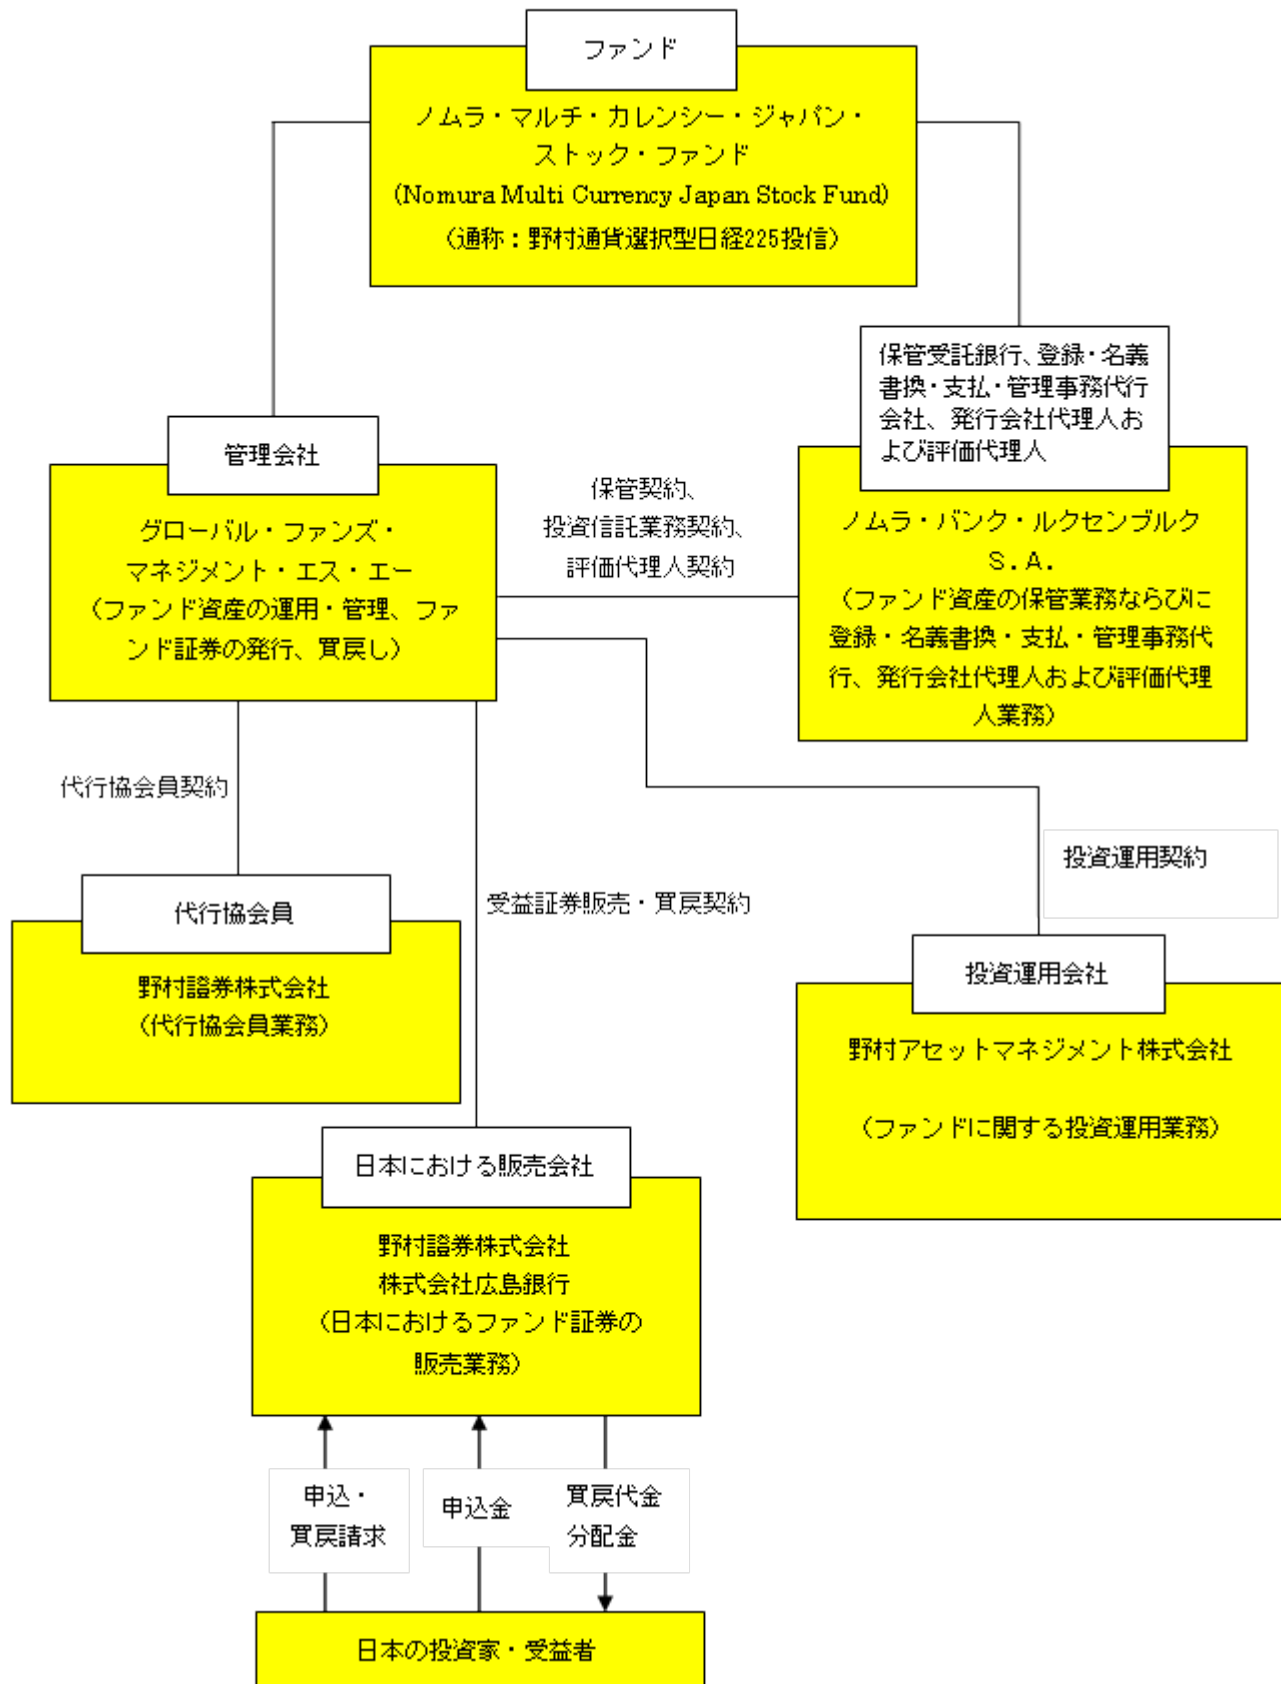 ファンド
ノムラ・マルチ・カレンシー・ジャパン・
ストック・ファンド
(Nomura Multi Currency Japan Stock Fund)
（通称：野村通貨選択型日経225投信）
保管受託銀行、登録・名義
書換・支払・管理事務代行
会社、発行会社代理人お
よび評価代理人
管理会社
グローバル・ファンズ・
マネジメント・エス・エー
（ファンド資産の運用・管理、ファ
ンド証券の発行、買戻し）
保管契約、
投資信託業務契約、
評価代理人契約
ノムラ・バンク・ルクセンブルク
Ｓ．Ａ．
（ファンド資産の保管業務ならびに
登録・名義書換・支払・管理事務代
行、発行会社代理人および評価代理
人業務）
代行協会員契約
投資運用契約
代行協会員
野村證券株式会社
（代行協会員業務）
受益証券販売・買戻契約
投資運用会社
野村アセットマネジメント株式会社
（ファンドに関する投資運用業務）
日本における販売会社
野村證券株式会社
株式会社広島銀行
（日本におけるファンド証券の
販売業務）
申込・
買戻請求
申込金
買戻代金
分配金
日本の投資家・受益者